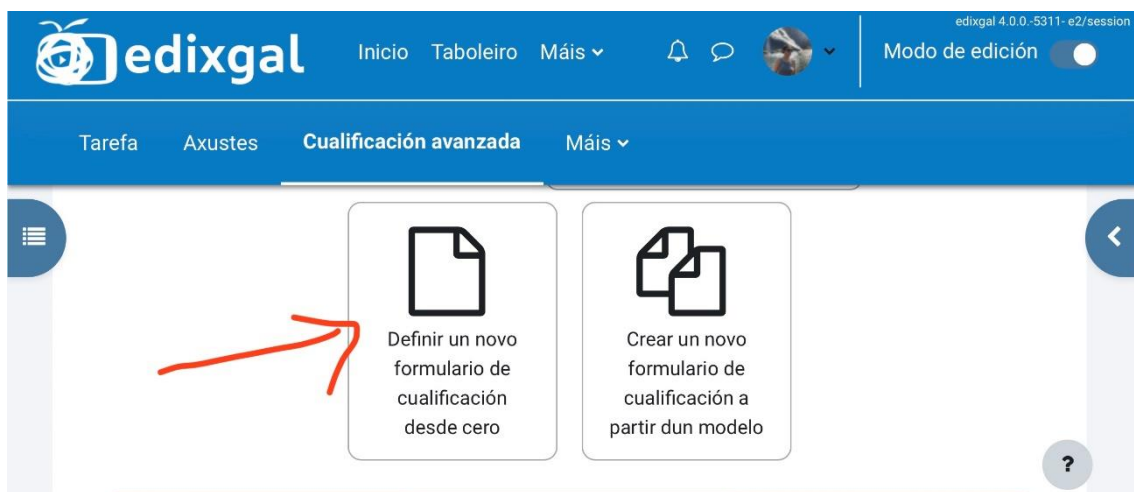 edixgal 4.0.0.-5311- e2/session
edixgal Inicio Taboleiro Máis Modo de edición
Tarefa Axustes Cualificación avanzada Máis
Definir un novo
formulario de
cualificación
desde cero
Crear un novo
formulario de
cualificación a
partir dun modelo
?